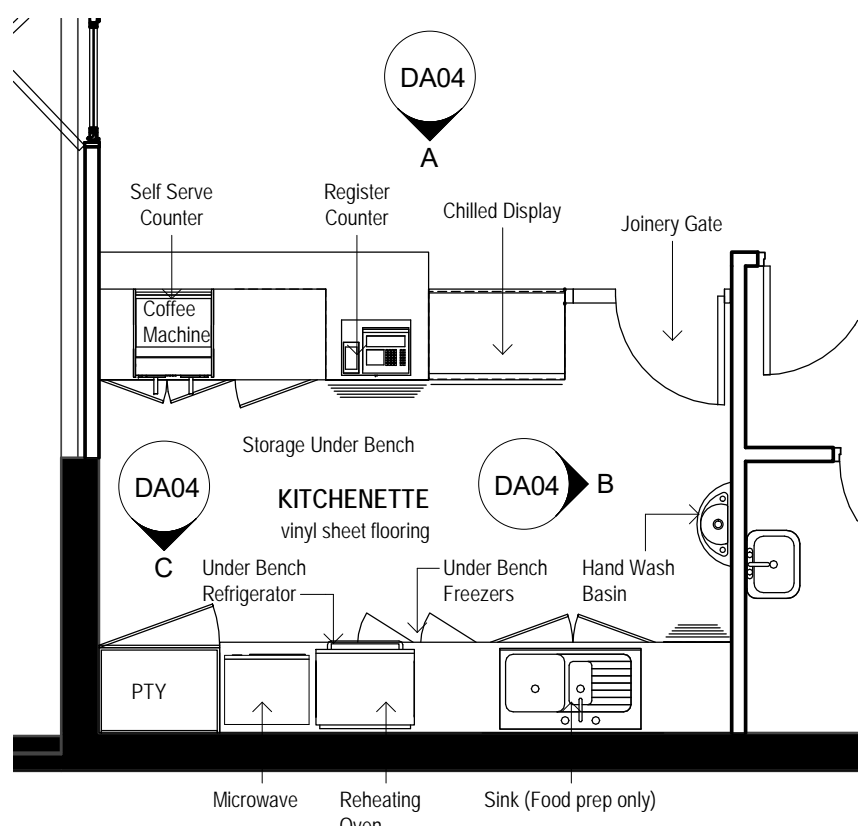 DA04
A
Self Serve
Counter
Register
Counter
Chilled Display
Joinery Gate
Coffee
Machine
Storage Under Bench
DA04
C
KITCHENETTE
vinyl sheet flooring
DA04
B
Under Bench
Refrigerator
Under Bench
Freezers
Hand Wash
Basin
PTY
Microwave
Reheating
Oven
Sink (Food prep only)